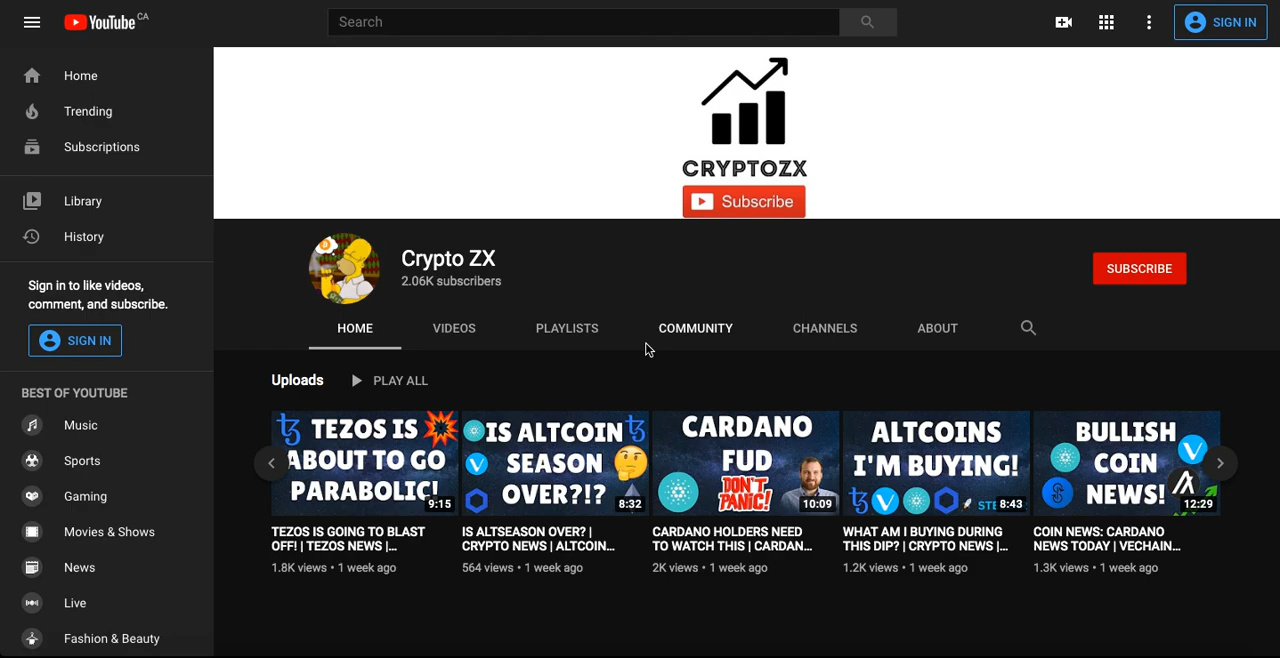 YouTube CA
Search
SIGN IN
Home
Trending
Subscriptions
Library
History
Sign in to like videos,
comment, and subscribe.
SIGN IN
BEST OF YOUTUBE
Music
Sports
Gaming
Movies & Shows
News
Live
Fashion & Beauty
CRYPTOZX
Subscribe
Crypto ZX
2.06K subscribers
SUBSCRIBE
HOME
VIDEOS
PLAYLISTS
COMMUNITY
CHANNELS
ABOUT
Uploads
PLAY ALL
TEZOS IS
ABOUT TO GO
PARABOLIC!
9:15
TEZOS IS GOING TO BLAST
OFF! | TEZOS NEWS |...
1.8K views • 1 week ago
IS ALTCOIN
SEASON
OVER?!?
8:32
IS ALTSEASON OVER? |
CRYPTO NEWS | ALTCOIN...
564 views • 1 week ago
CARDANO
FUD
DON'T
PANIC!
10:09
CARDANO HOLDERS NEED
TO WATCH THIS | CARDAN...
2K views • 1 week ago
ALTCOINS
I'M BUYING!
STE
8:43
WHAT AM I BUYING DURING
THIS DIP? | CRYPTO NEWS |...
1.2K views • 1 week ago
BULLISH
COIN
NEWS!
12:29
COIN NEWS: CARDANO
NEWS TODAY | VECHAIN...
1.3K views • 1 week ago